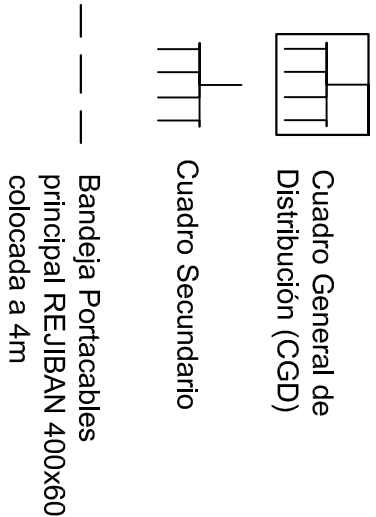 Cuadro General de
Distribución (CGD)
Cuadro Secundario
Bandeja Portacables
principal REJIBAN 400x60
colocada a 4m